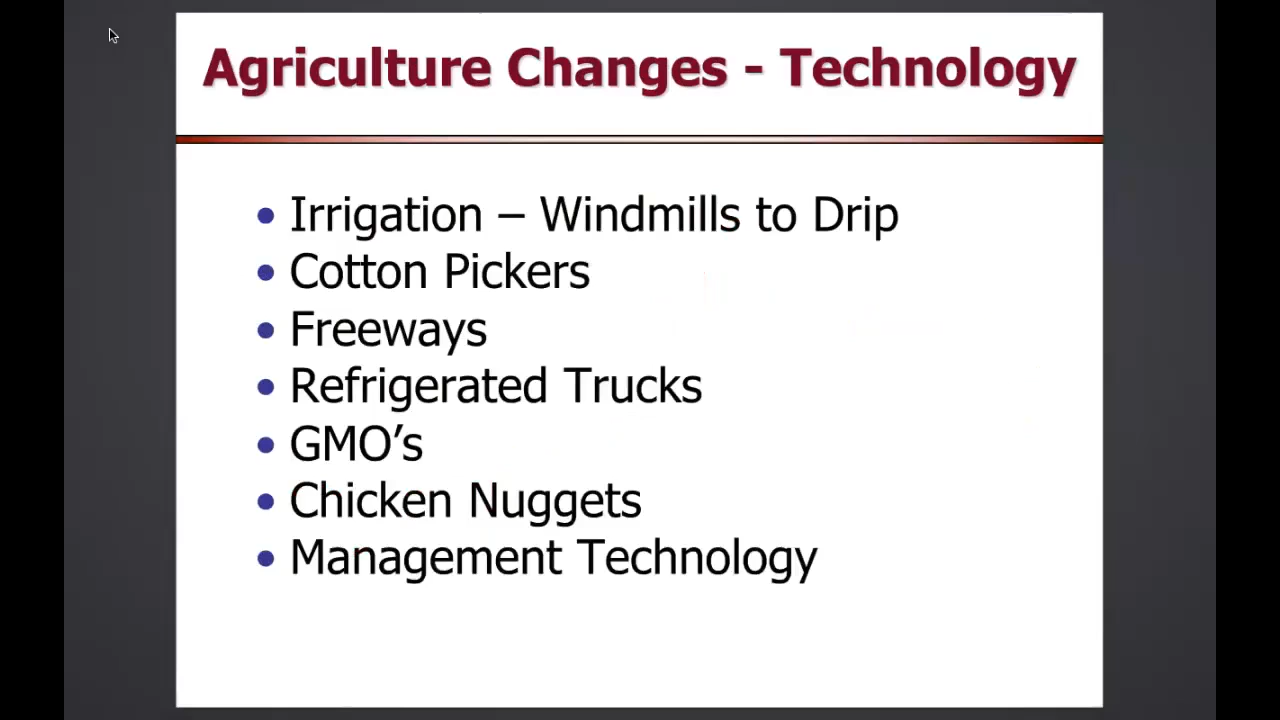 Agriculture Changes - Technology
• Irrigation – Windmills to Drip
• Cotton Pickers
• Freeways
• Refrigerated Trucks
• GMO’s
• Chicken Nuggets
• Management Technology